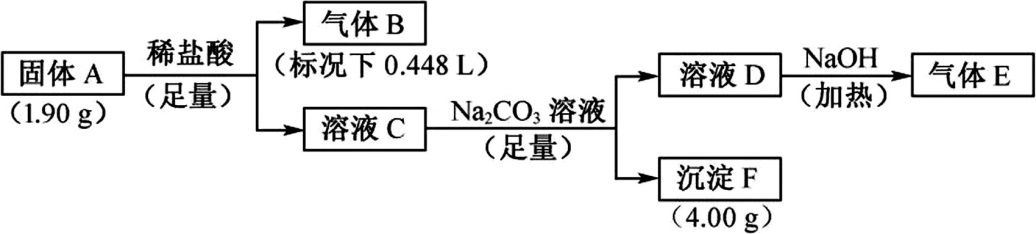 固体 A
(1.90 g)
稀盐酸
(足量)
气体 B
(标况下 0.448 L)
溶液 C
Na₂CO₃ 溶液
(足量)
溶液 D
NaOH
(加热)
气体 E
沉淀 F
(4.00 g)